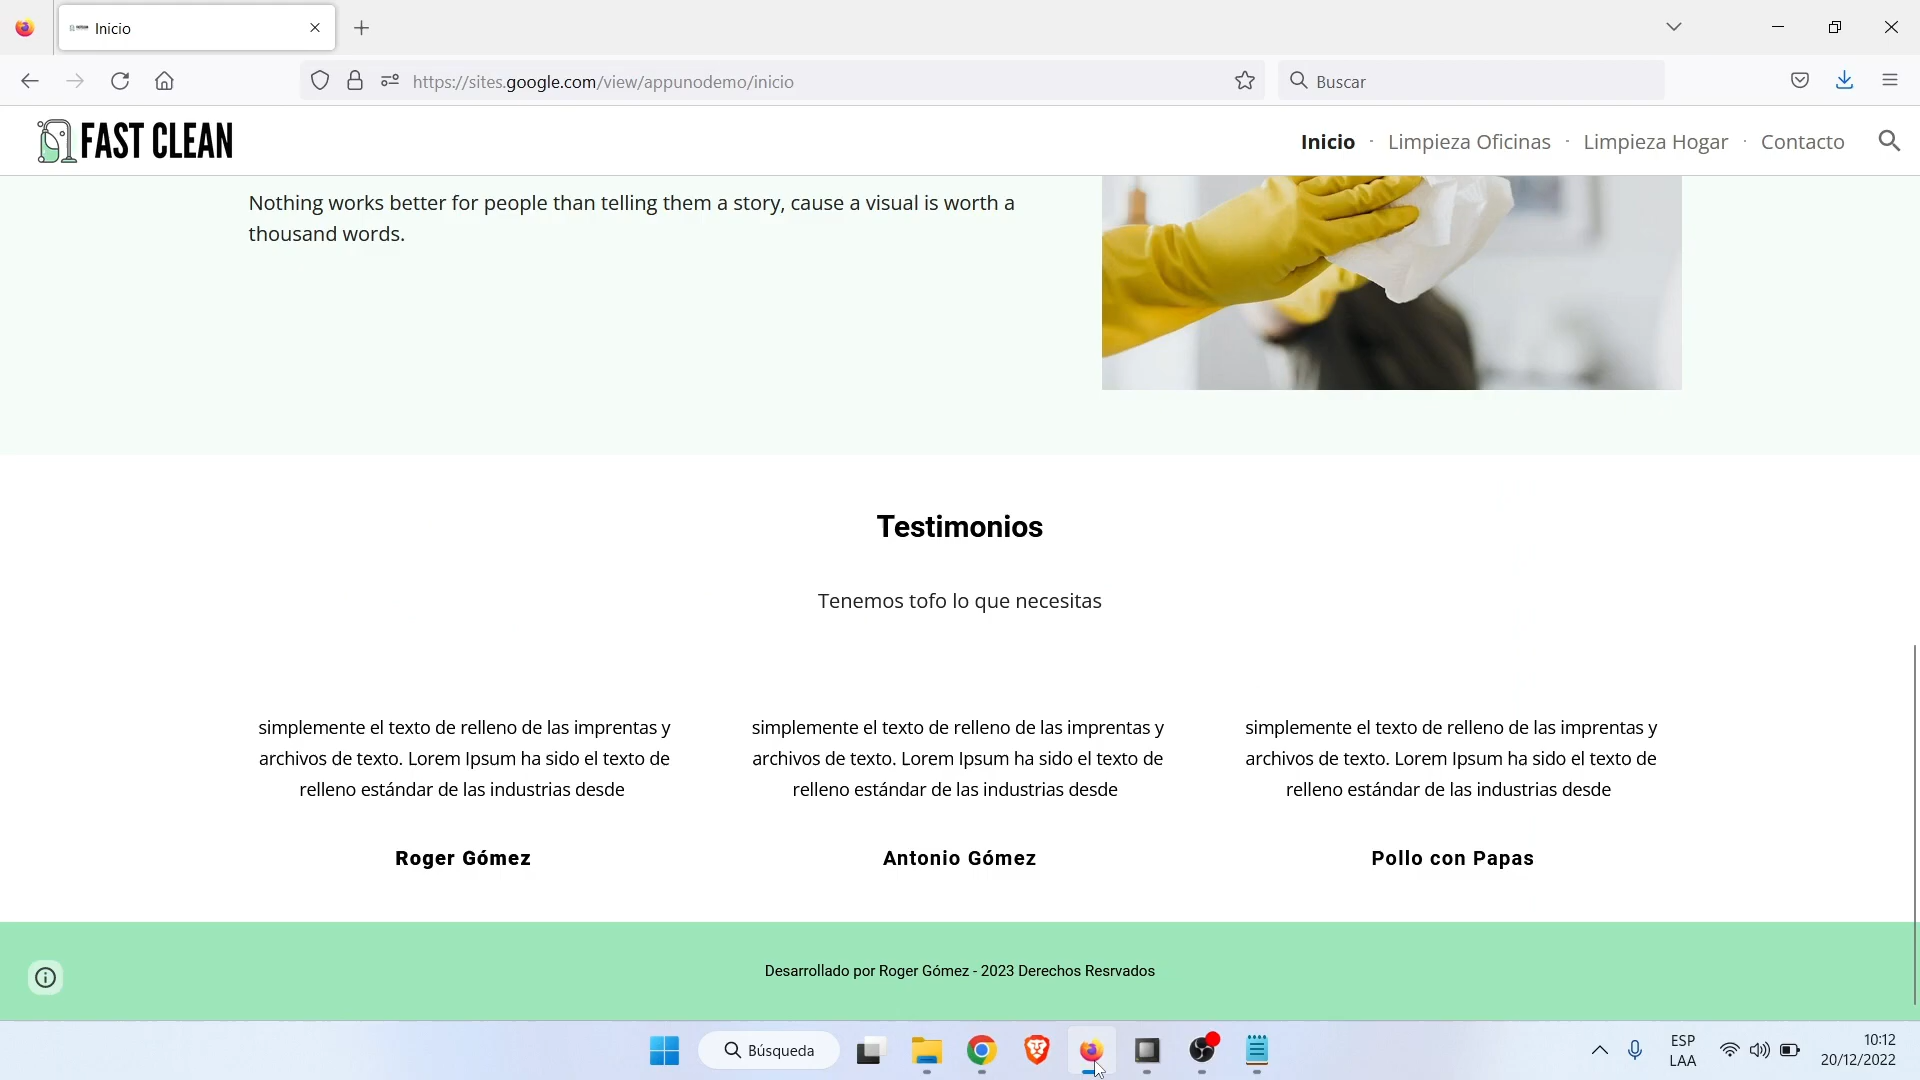 Inicio
https://sites.google.com/view/appunodemo/inicio
Buscar
FAST CLEAN
Inicio
Limpieza Oficinas
Limpieza Hogar
Contacto
Nothing works better for people than telling them a story, cause a visual is worth a
thousand words.
Testimonios
Tenemos tofo lo que necesitas
simplemente el texto de relleno de las imprentas y
archivos de texto. Lorem Ipsum ha sido el texto de
relleno estándar de las industrias desde
Roger Gómez
simplemente el texto de relleno de las imprentas y
archivos de texto. Lorem Ipsum ha sido el texto de
relleno estándar de las industrias desde
Antonio Gómez
simplemente el texto de relleno de las imprentas y
archivos de texto. Lorem Ipsum ha sido el texto de
relleno estándar de las industrias desde
Pollo con Papas
Desarrollado por Roger Gómez - 2023 Derechos Resrvados
Búsqueda
ESP
LAA
10:12
20/12/2022